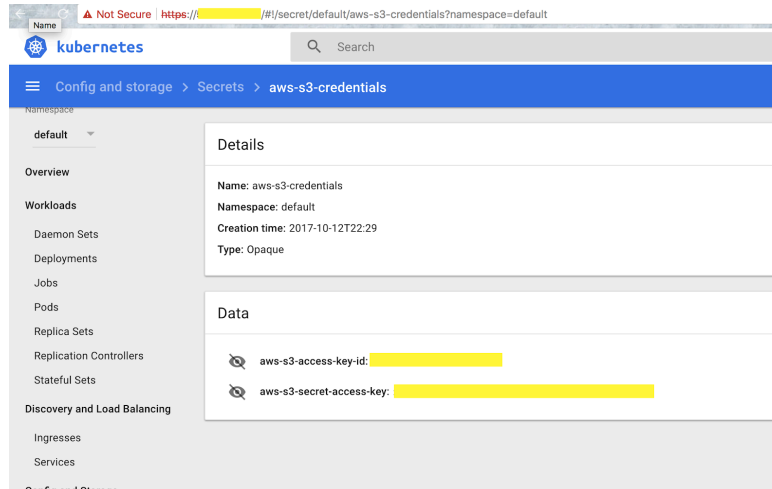 Not Secure | https:// /#!/secret/default/aws-s3-credentials?namespace=default
Name
kubernetes
Search
Config and storage > Secrets > aws-s3-credentials
Namespace
default
Details
Overview
Name: aws-s3-credentials
Workloads
Namespace: default
Creation time: 2017-10-12T22:29
Daemon Sets
Type: Opaque
Deployments
Jobs
Pods
Data
Replica Sets
Replication Controllers
aws-s3-access-key-id:
Stateful Sets
aws-s3-secret-access-key:
Discovery and Load Balancing
Ingresses
Services
Config and Storage